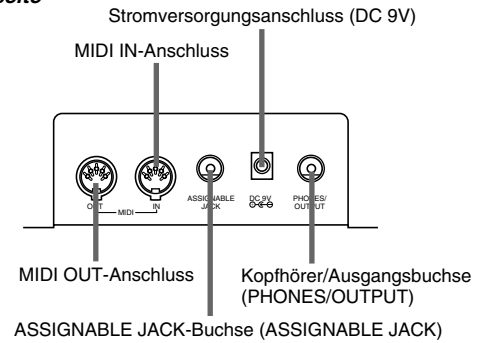 Stromversorgungsanschluss (DC 9V)
MIDI IN-Anschluss
ASSIGNABLE
JACK
DC 9V
PHONES/
OUTPUT
OUT
MIDI
IN
MIDI OUT-Anschluss
Kopfhörer/Ausgangsbuchse
(PHONES/OUTPUT)
ASSIGNABLE JACK-Buchse (ASSIGNABLE JACK)